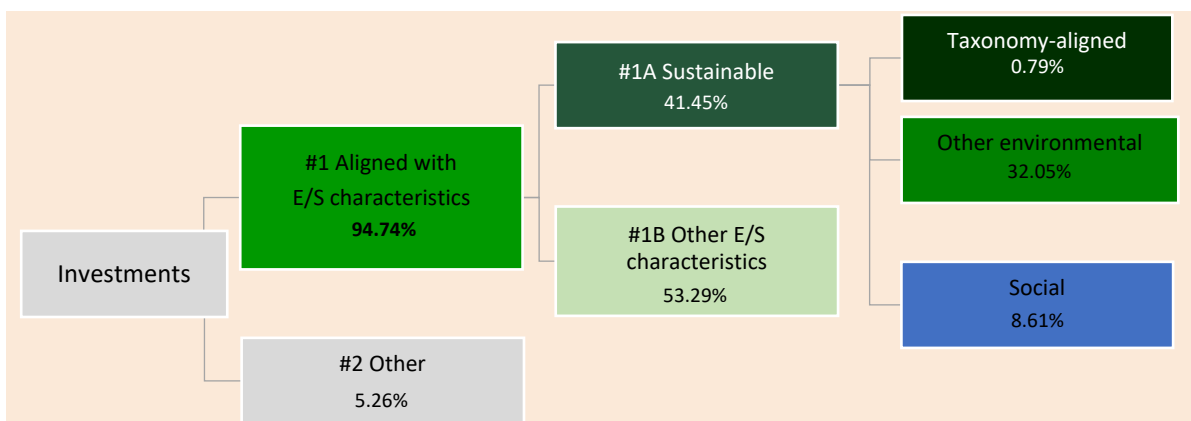 Investments
#1 Aligned with
E/S characteristics
94.74%
#2 Other
5.26%
#1A Sustainable
41.45%
#1B Other E/S
characteristics
53.29%
Taxonomy-aligned
0.79%
Other environmental
32.05%
Social
8.61%